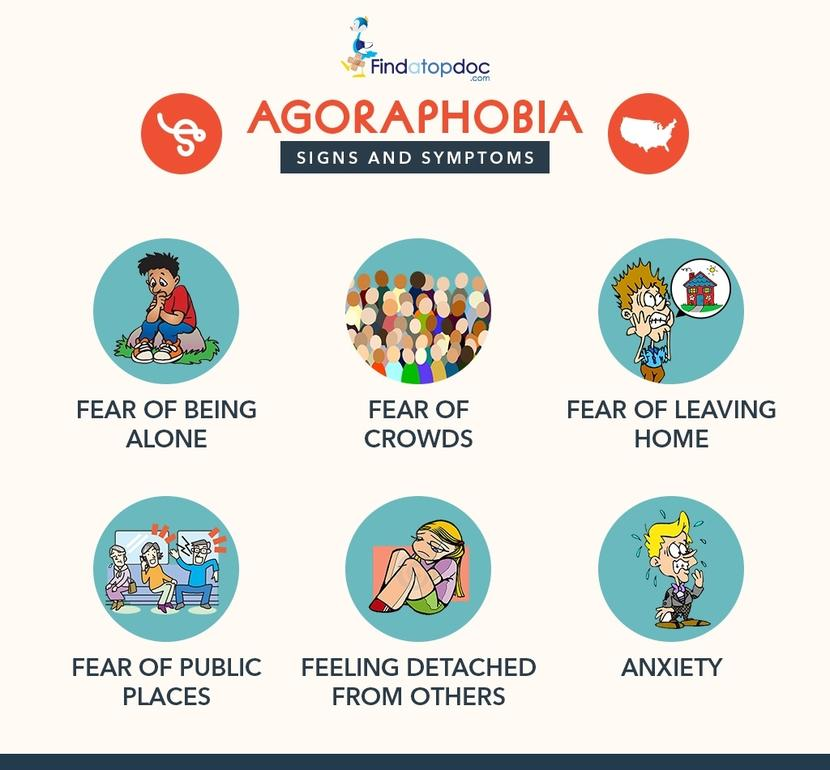 Findatopdoc
.com
AGORAPHOBIA
SIGNS AND SYMPTOMS
FEAR OF BEING
ALONE
FEAR OF
CROWDS
FEAR OF LEAVING
HOME
FEAR OF PUBLIC
PLACES
FEELING DETACHED
FROM OTHERS
ANXIETY